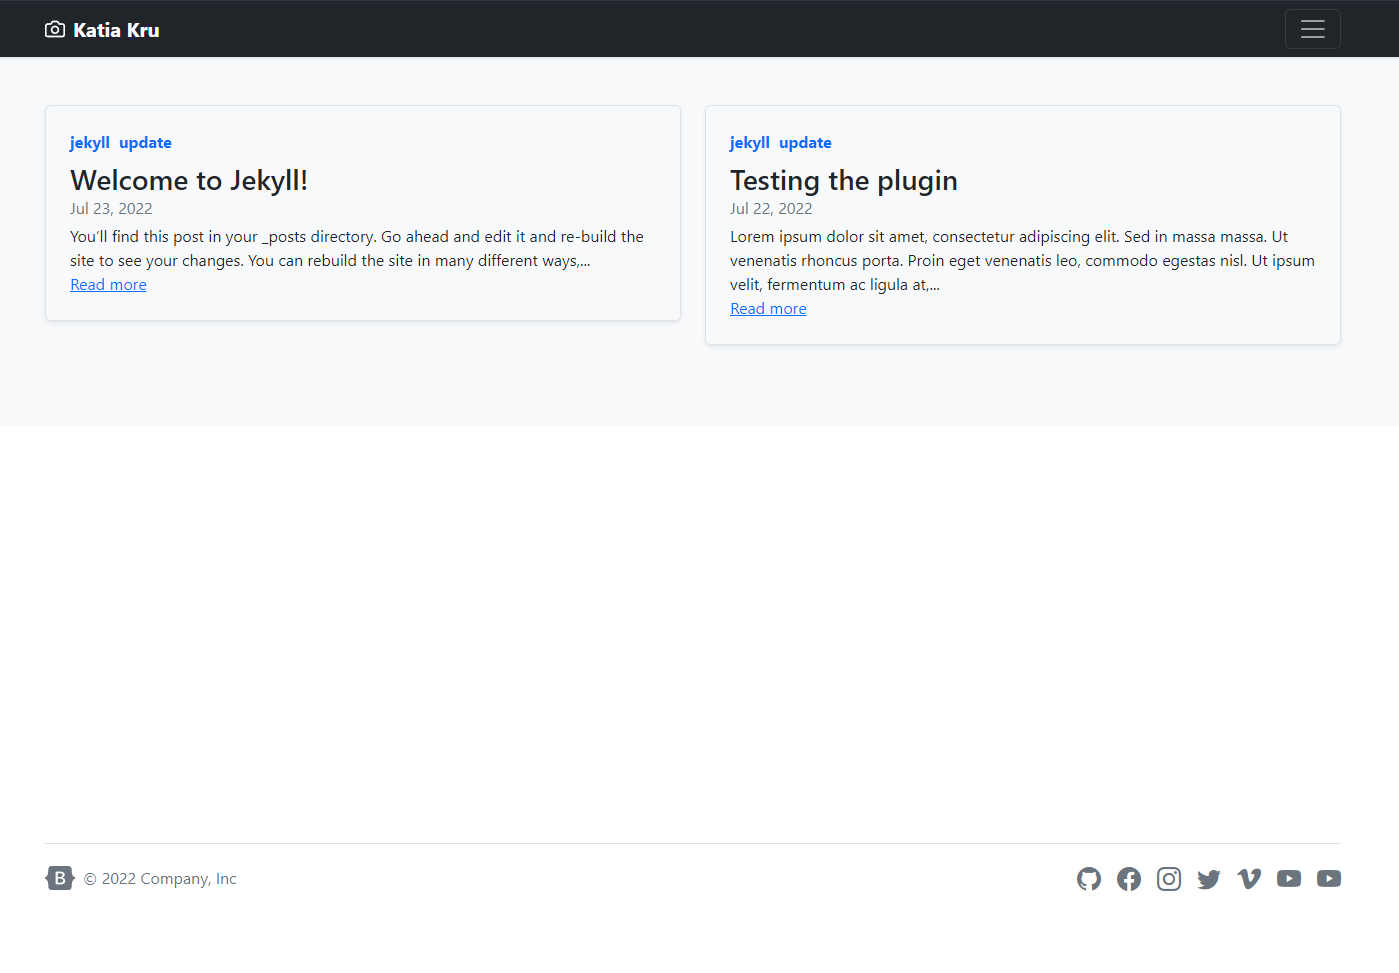 Katia Kru
jekyll update
Welcome to Jekyll!
Jul 23, 2022
You'll find this post in your _posts directory. Go ahead and edit it and re-build the
site to see your changes. You can rebuild the site in many different ways,...
Read more
jekyll update
Testing the plugin
Jul 22, 2022
Lorem ipsum dolor sit amet, consectetur adipiscing elit. Sed in massa massa. Ut
venenatis rhoncus porta. Proin eget venenatis leo, commodo egestas nisl. Ut ipsum
velit, fermentum ac ligula at,...
Read more
B © 2022 Company, Inc